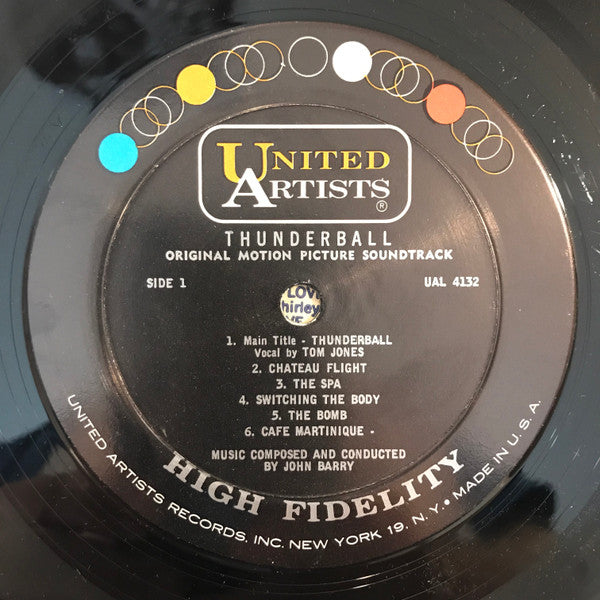 UNITED
ARTISTS
®
THUNDERBALL
ORIGINAL MOTION PICTURE SOUNDTRACK
SIDE 1
UAL 4132
LOV
hirley
1. Main Title - THUNDERBALL
Vocal by TOM JONES
2. CHATEAU FLIGHT
3. THE SPA
4. SWITCHING THE BODY
5. THE BOMB
6. CAFE MARTINIQUE -
MUSIC COMPOSED AND CONDUCTED
BY JOHN BARRY
HIGH FIDELITY
UNITED ARTISTS RECORDS, INC. NEW YORK 19, N.Y. • MADE IN U.S.A.